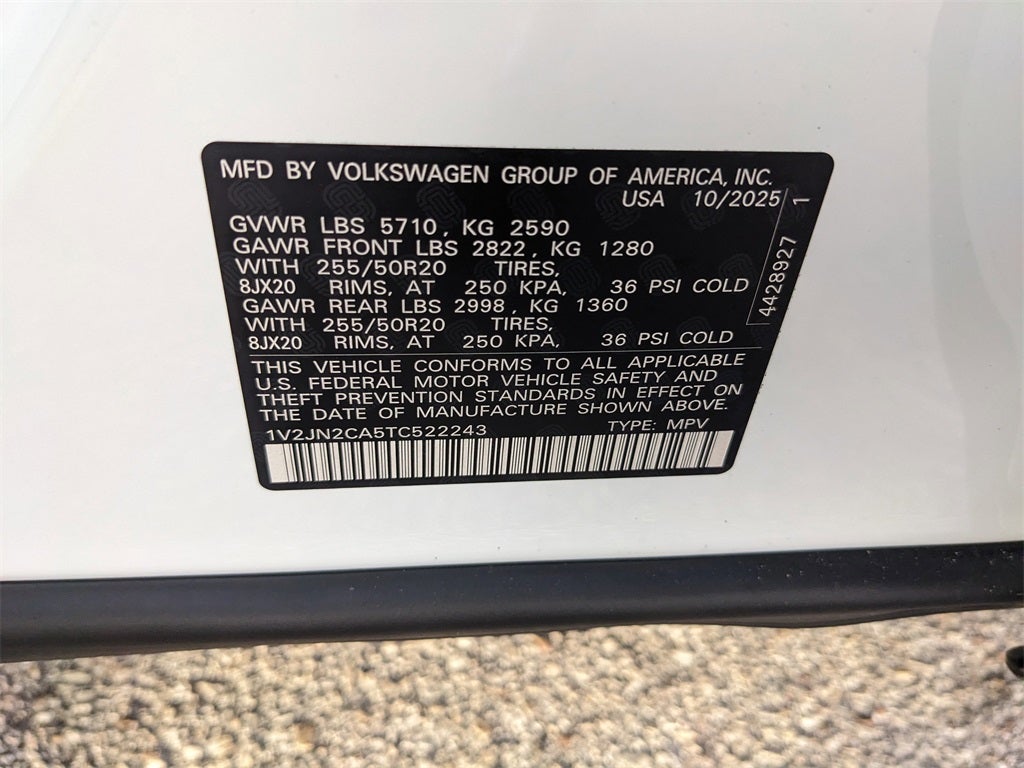 MFD BY VOLKSWAGEN GROUP OF AMERICA, INC.
USA 10/2025
GVWR LBS 5710, KG 2590
GAWR FRONT LBS 2822, KG 1280
WITH 255/50R20 TIRES,
8JX20 RIMS, AT 250 KPA, 36 PSI COLD
GAWR REAR LBS 2998, KG 1360
WITH 255/50R20 TIRES,
8JX20 RIMS, AT 250 KPA, 36 PSI COLD
4428927 1
THIS VEHICLE CONFORMS TO ALL APPLICABLE
U.S. FEDERAL MOTOR VEHICLE SAFETY AND
THEFT PREVENTION STANDARDS IN EFFECT ON
THE DATE OF MANUFACTURE SHOWN ABOVE.
1V2JN2CA5TC522243 TYPE: MPV